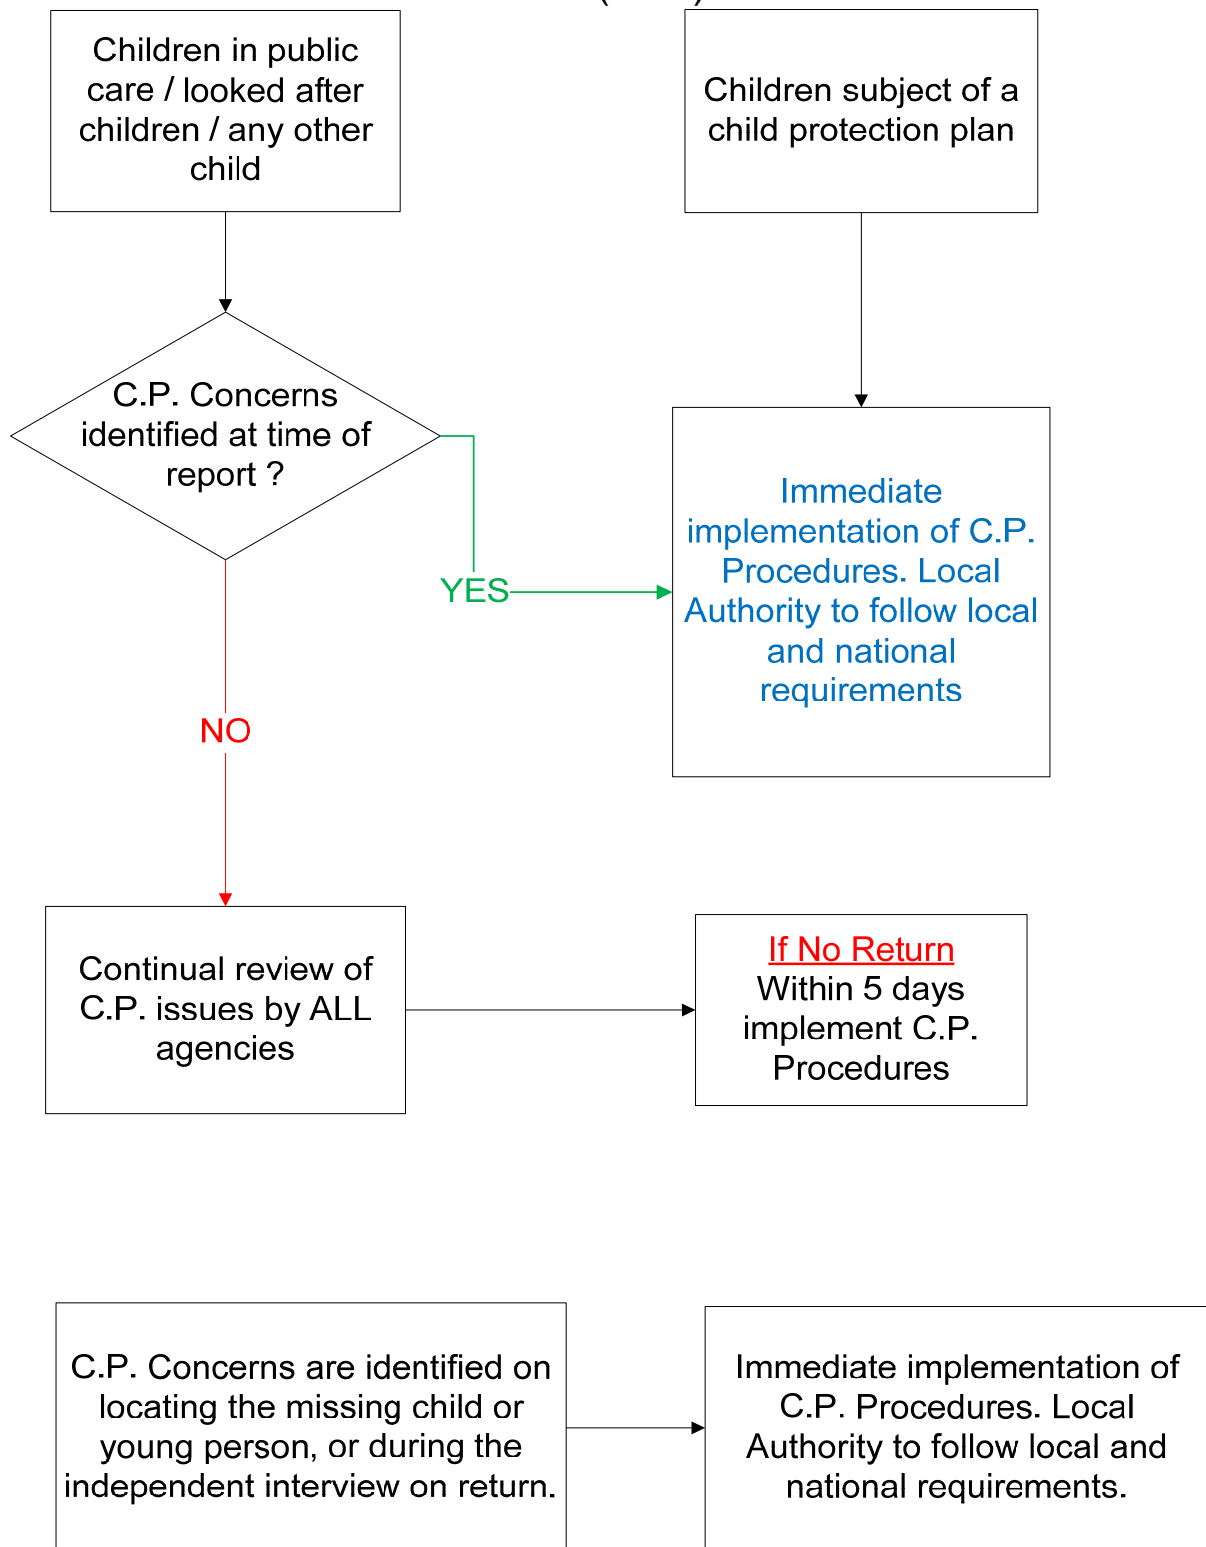 Children in public
care / looked after
children / any other
child
Children subject of a
child protection plan
C.P. Concerns
identified at time of
report ?
YES
Immediate
implementation of C.P.
Procedures. Local
Authority to follow local
and national
requirements
NO
Continual review of
C.P. issues by ALL
agencies
If No Return
Within 5 days
implement C.P.
Procedures
C.P. Concerns are identified on
locating the missing child or
young person, or during the
independent interview on return.
Immediate implementation of
C.P. Procedures. Local
Authority to follow local and
national requirements.